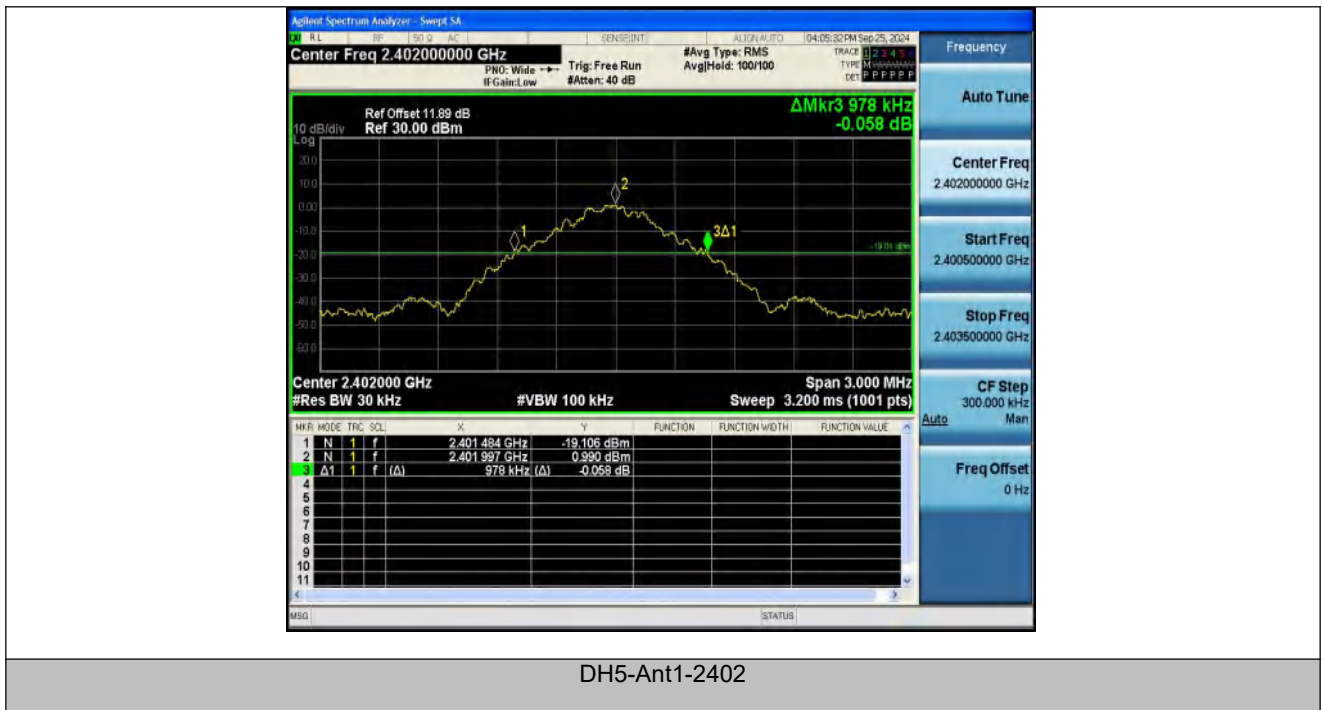 Agilent Spectrum Analyzer - Swept SA
RL RF 50 Ω AC SENSE:INT ALIGN AUTO 04:05:32 PM Sep 25, 2024
Center Freq 2.402000000 GHz
PNO: Wide
IFGain:Low
Trig: Free Run
#Atten: 40 dB
#Avg Type: RMS
Avg|Hold: 100/100
TRACE 1 2 3 4 5 6
TYPE M
DET P P P P P P
ΔMkr3 978 kHz
-0.058 dB
Ref Offset 11.89 dB
10 dB/div Ref 30.00 dBm
Log
20.0
10.0
0.00
-10.0
-20.0
-30.0
-40.0
-50.0
-60.0
1
2
3Δ1
-19.01 dBm
Center 2.402000 GHz Span 3.000 MHz
#Res BW 30 kHz #VBW 100 kHz Sweep 3.200 ms (1001 pts)
MKR MODE TRC SCL X Y FUNCTION FUNCTION WIDTH FUNCTION VALUE
1 N 1 f 2.401 484 GHz -19.106 dBm
2 N 1 f 2.401 997 GHz 0.990 dBm
3 Δ1 1 f (Δ) 978 kHz (Δ) -0.058 dB
4
5
6
7
8
9
10
11
MSG STATUS
Frequency
Auto Tune
Center Freq
2.402000000 GHz
Start Freq
2.400500000 GHz
Stop Freq
2.403500000 GHz
CF Step
300.000 kHz
Auto Man
Freq Offset
0 Hz
DH5-Ant1-2402